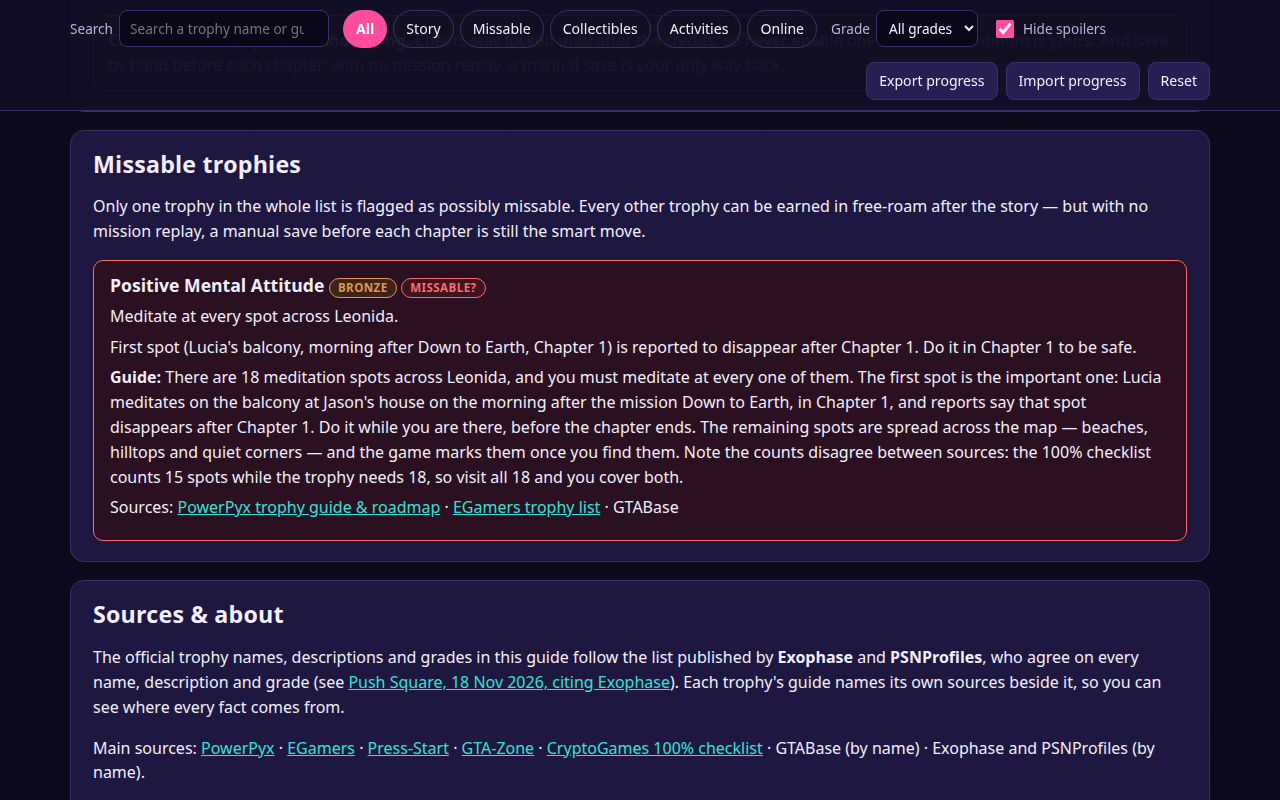 Search Search a trophy name or gu All Story Missable Collectibles Activities Online Grade All grades Hide spoilers
by hand before each chapter: with no mission replay, a manual save is your only way back.
Export progress Import progress Reset
Missable trophies
Only one trophy in the whole list is flagged as possibly missable. Every other trophy can be earned in free-roam after the story — but with no
mission replay, a manual save before each chapter is still the smart move.
Positive Mental Attitude BRONZE MISSABLE?
Meditate at every spot across Leonida.
First spot (Lucia's balcony, morning after Down to Earth, Chapter 1) is reported to disappear after Chapter 1. Do it in Chapter 1 to be safe.
Guide: There are 18 meditation spots across Leonida, and you must meditate at every one of them. The first spot is the important one: Lucia
meditates on the balcony at Jason's house on the morning after the mission Down to Earth, in Chapter 1, and reports say that spot
disappears after Chapter 1. Do it while you are there, before the chapter ends. The remaining spots are spread across the map — beaches,
hilltops and quiet corners — and the game marks them once you find them. Note the counts disagree between sources: the 100% checklist
counts 15 spots while the trophy needs 18, so visit all 18 and you cover both.
Sources: PowerPyx trophy guide & roadmap · EGamers trophy list · GTABase
Sources & about
The official trophy names, descriptions and grades in this guide follow the list published by Exophase and PSNProfiles, who agree on every
name, description and grade (see Push Square, 18 Nov 2026, citing Exophase). Each trophy's guide names its own sources beside it, so you can
see where every fact comes from.
Main sources: PowerPyx · EGamers · Press-Start · GTA-Zone · CryptoGames 100% checklist · GTABase (by name) · Exophase and PSNProfiles (by
name).